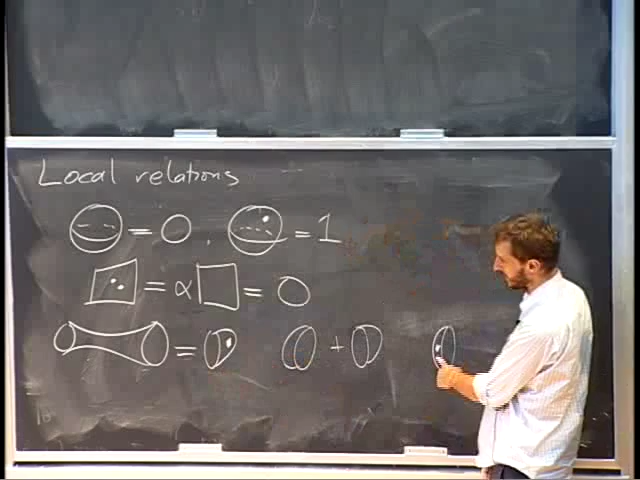 Local relations
= 0 , = 1
= α = 0
= +